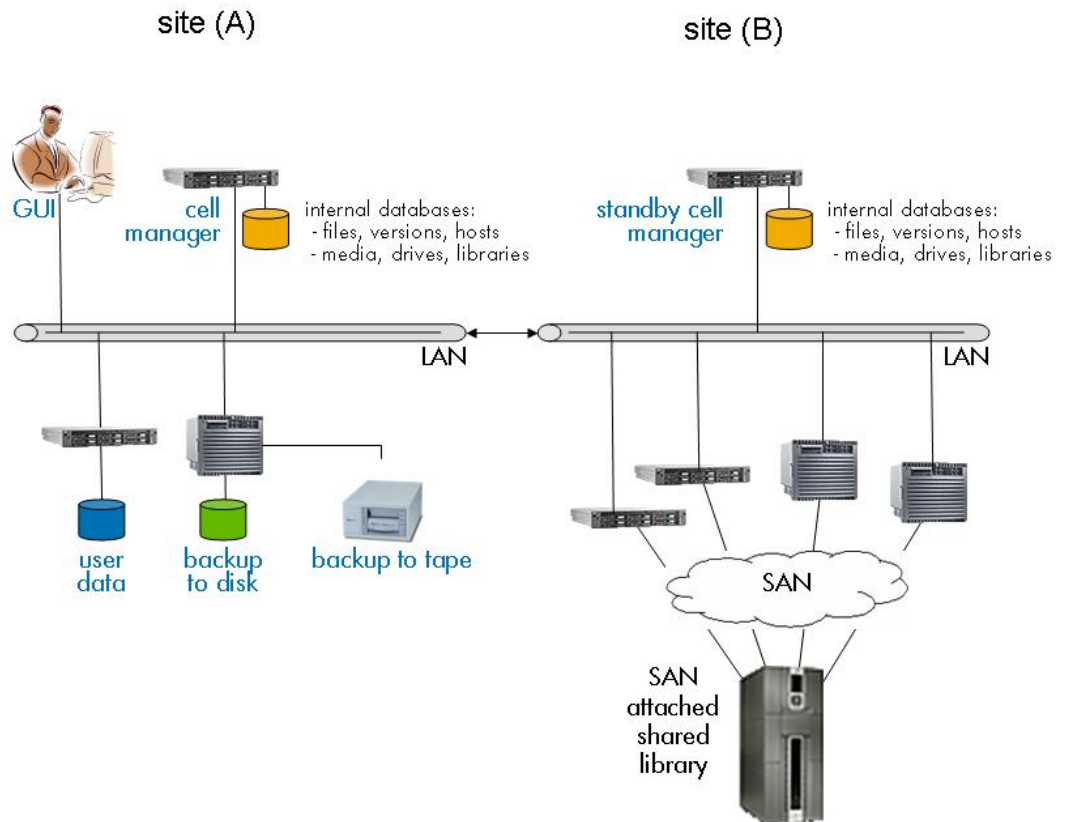 site (A)
site (B)
GUI
cell
manager
internal databases:
- files, versions, hosts
- media, drives, libraries
standby cell
manager
internal databases:
- files, versions, hosts
- media, drives, libraries
LAN
LAN
user
data
backup
to disk
backup to tape
SAN
SAN
attached
shared
library